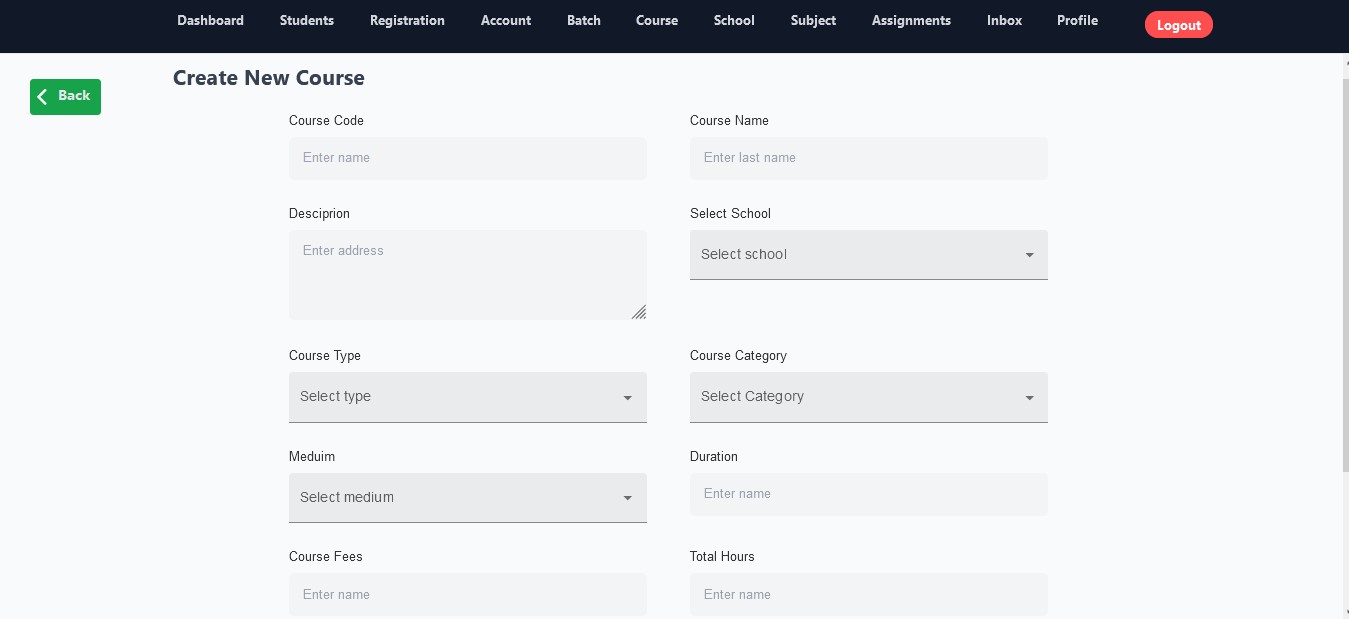 Dashboard Students Registration Account Batch Course School Subject Assignments Inbox Profile Logout
Create New Course
Back
Course Code Course Name
Enter name Enter last name
Desciprion Select School
Enter address Select school
Course Type Course Category
Select type Select Category
Meduim Duration
Select medium Enter name
Course Fees Total Hours
Enter name Enter name